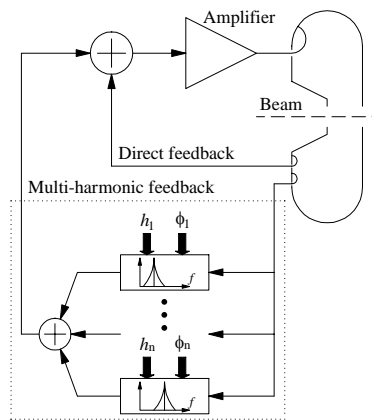 Amplifier
Beam
Direct feedback
Multi-harmonic feedback
h₁ ϕ₁
f
hₙ ϕₙ
f